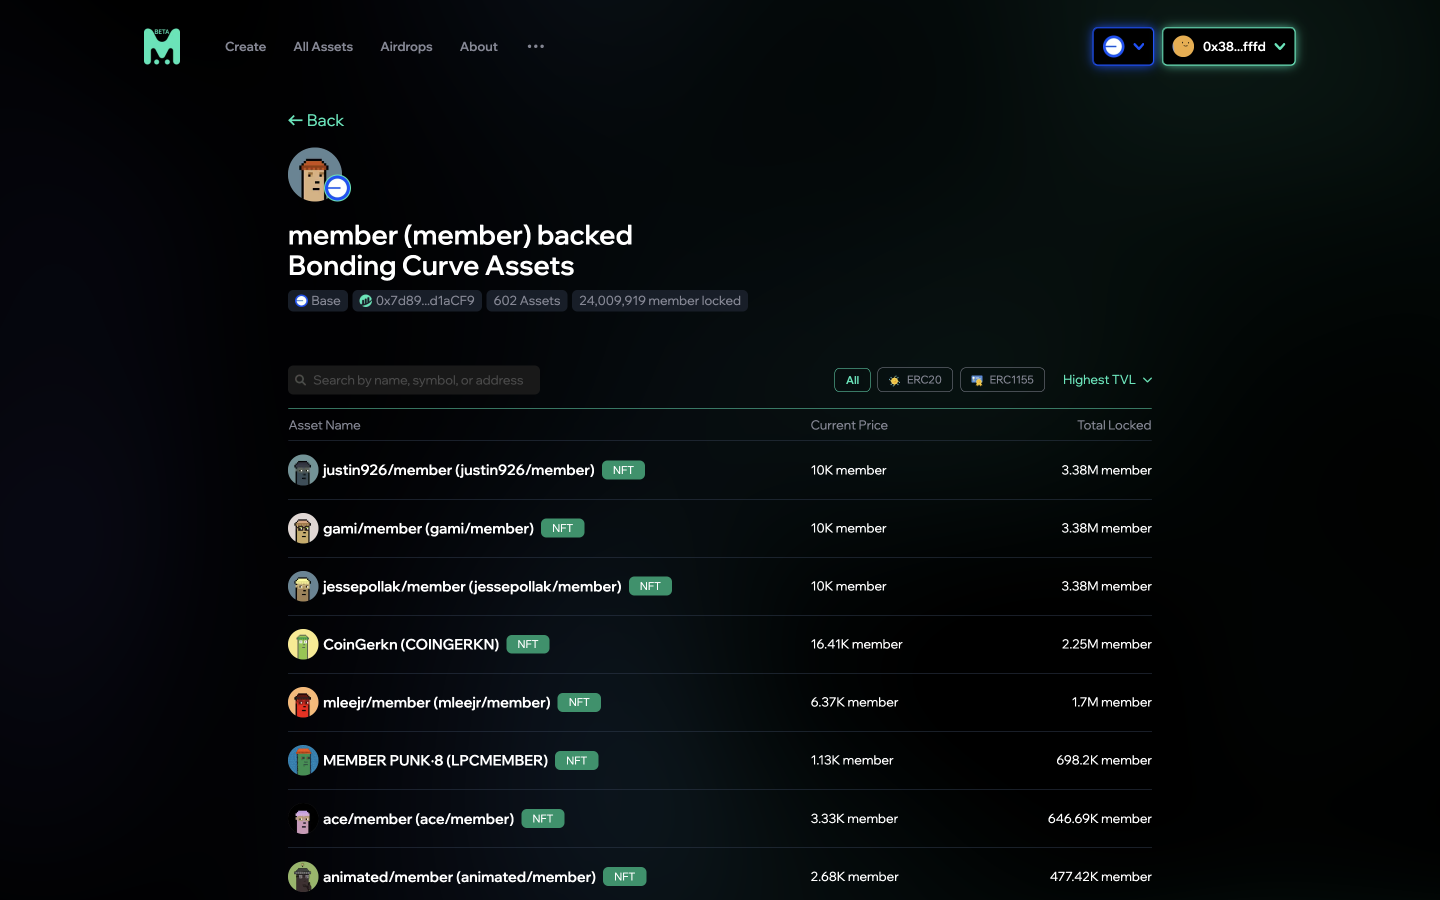 BETA
Create All Assets Airdrops About
0x38...fffd
Back
member (member) backed
Bonding Curve Assets
Base 0x7d89...d1aCF9 602 Assets 24,009,919 member locked
Search by name, symbol, or address
All ERC20 ERC1155 Highest TVL
Asset Name Current Price Total Locked
justin926/member (justin926/member) NFT 10K member 3.38M member
gami/member (gami/member) NFT 10K member 3.38M member
jessepollak/member (jessepollak/member) NFT 10K member 3.38M member
CoinGerkn (COINGERKN) NFT 16.41K member 2.25M member
mleejr/member (mleejr/member) NFT 6.37K member 1.7M member
MEMBER PUNK·8 (LPCMEMBER) NFT 1.13K member 698.2K member
ace/member (ace/member) NFT 3.33K member 646.69K member
animated/member (animated/member) NFT 2.68K member 477.42K member